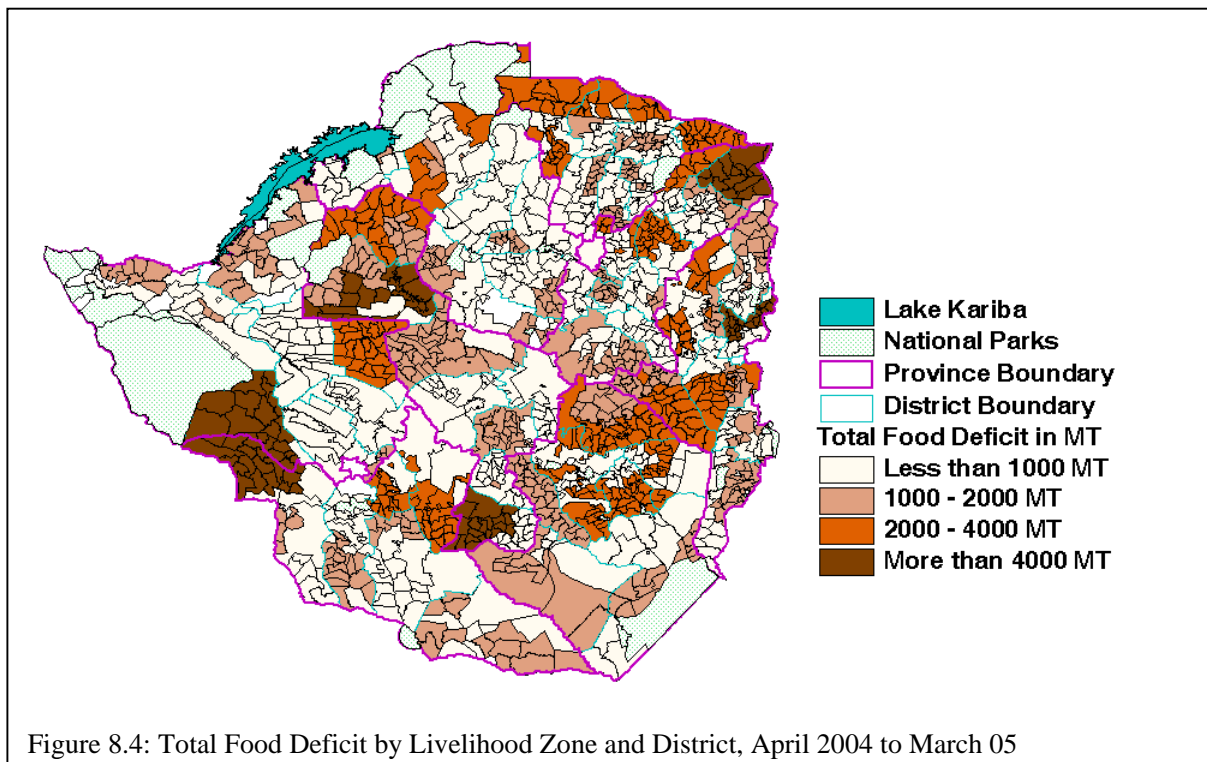 Lake Kariba
National Parks
Province Boundary
District Boundary
Total Food Deficit in MT
Less than 1000 MT
1000 - 2000 MT
2000 - 4000 MT
More than 4000 MT
Figure 8.4: Total Food Deficit by Livelihood Zone and District, April 2004 to March 05